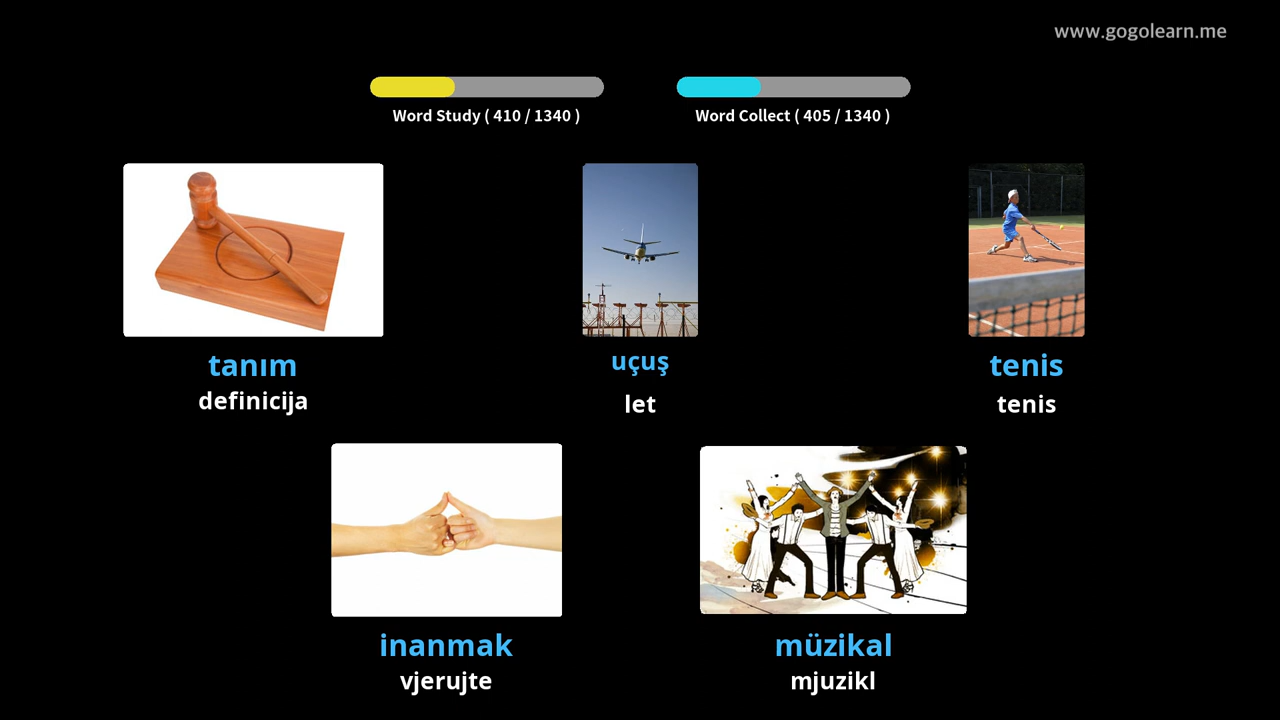 www.gogolearn.me
Word Study ( 410 / 1340 )
Word Collect ( 405 / 1340 )
tanım
definicija
uçuş
let
tenis
tenis
inanmak
vjerujte
müzikal
mjuzikl